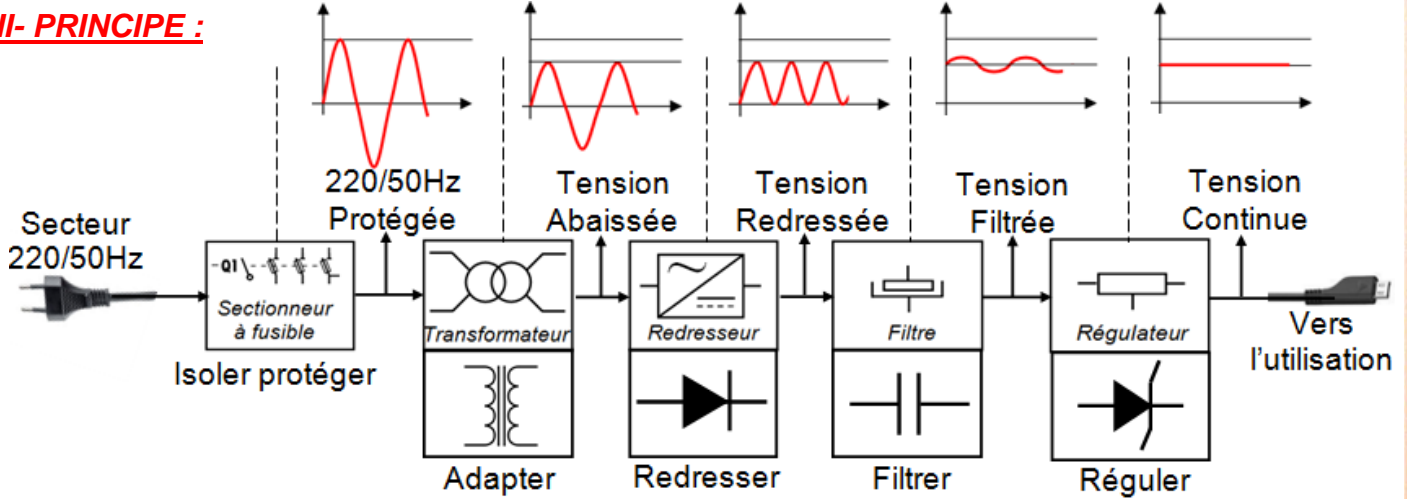 III- PRINCIPE :
220/50Hz
Protégée
Tension
Abaissée
Tension
Redressée
Tension
Filtrée
Tension
Continue
Secteur
220/50Hz
-Q1
Sectionneur
à fusible
Transformateur
Redresseur
Filtre
Régulateur
Isoler protéger
Vers
l'utilisation
Adapter
Redresser
Filtrer
Réguler